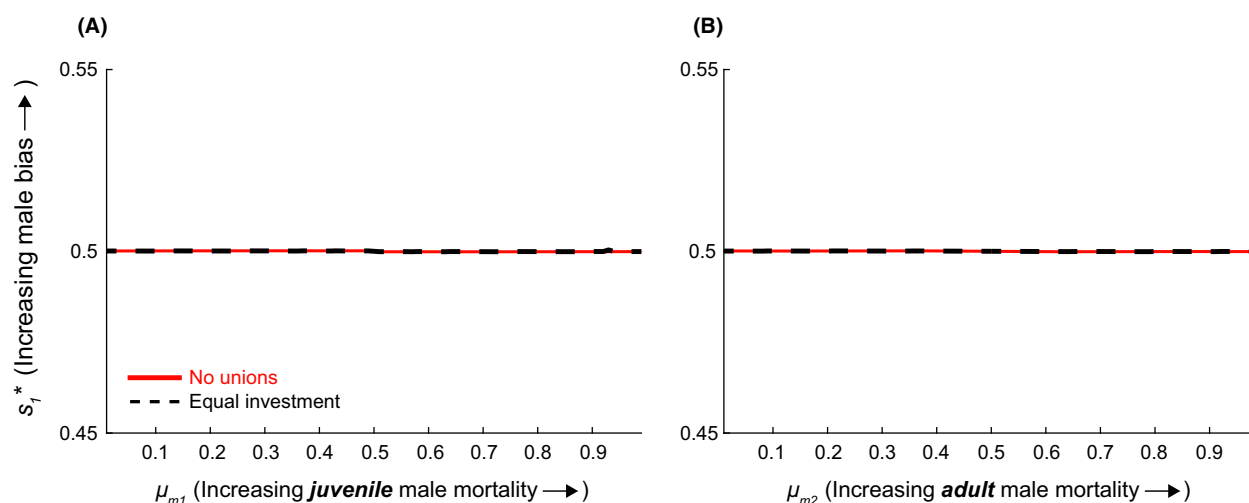 (A)
0.55
0.5
0.45
s1* (Increasing male bias ⟶ )
No unions
Equal investment
0.1 0.2 0.3 0.4 0.5 0.6 0.7 0.8 0.9
μm1 (Increasing juvenile male mortality ⟶ )
(B)
0.55
0.5
0.45
0.1 0.2 0.3 0.4 0.5 0.6 0.7 0.8 0.9
μm2 (Increasing adult male mortality ⟶ )